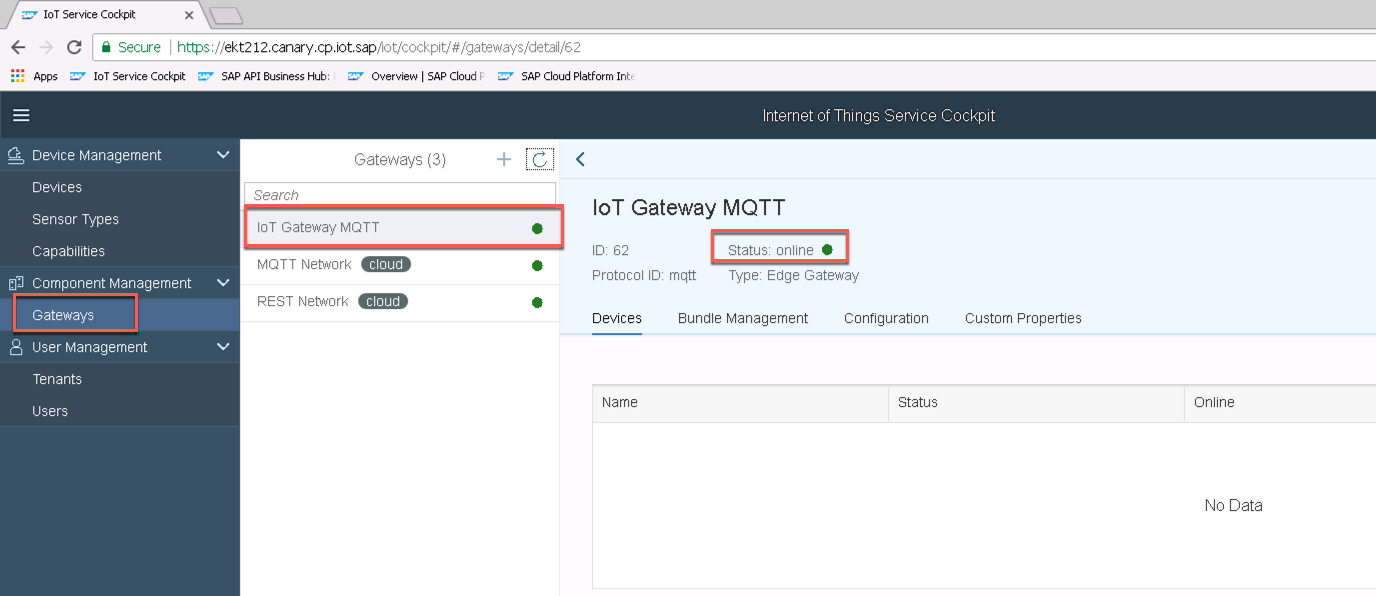 SAP IoT Service Cockpit
Secure https://ekt212.canary.cp.iot.sap/iot/cockpit/#/gateways/detail/62
Apps SAP IoT Service Cockpit SAP SAP API Business Hub: SAP Overview | SAP Cloud P SAP SAP Cloud Platform Inte
Internet of Things Service Cockpit
Device Management
Devices
Sensor Types
Capabilities
Component Management
Gateways
User Management
Tenants
Users
Gateways (3)
Search
IoT Gateway MQTT
MQTT Network cloud
REST Network cloud
IoT Gateway MQTT
ID: 62 Status: online
Protocol ID: mqtt Type: Edge Gateway
Devices Bundle Management Configuration Custom Properties
Name Status Online
No Data